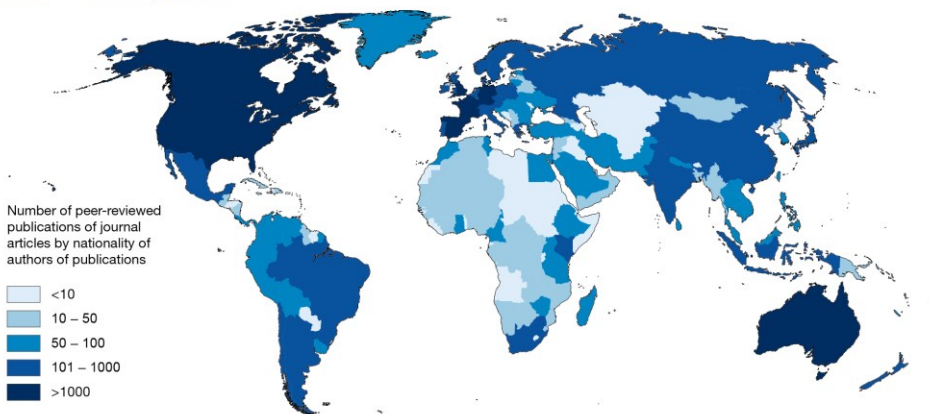 Number of peer-reviewed
publications of journal
articles by nationality of
authors of publications
<10
10 – 50
50 – 100
101 – 1000
>1000